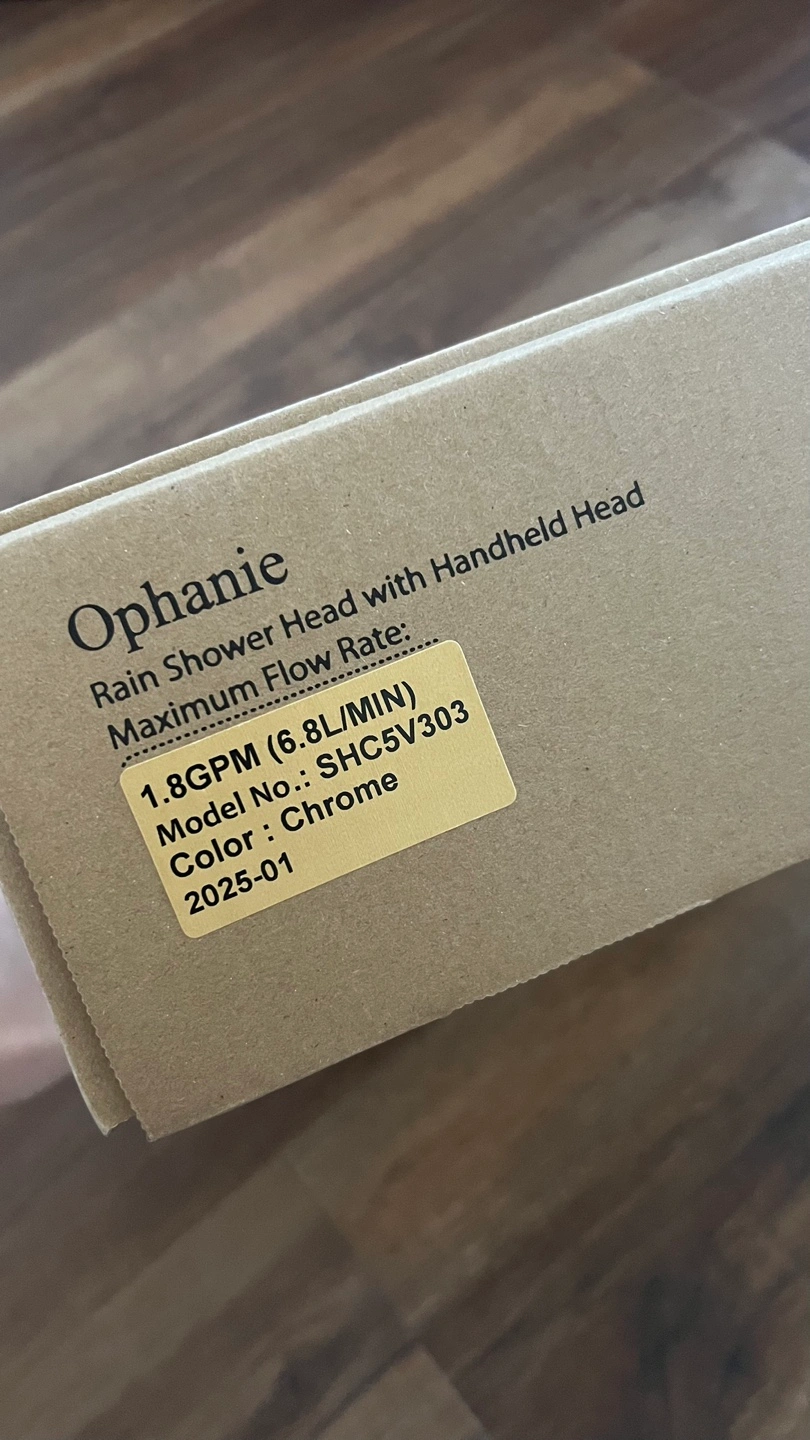 Ophanie
Rain Shower Head with Handheld Head
Maximum Flow Rate:
1.8GPM (6.8L/MIN)
Model No.: SHC5V303
Color : Chrome
2025-01